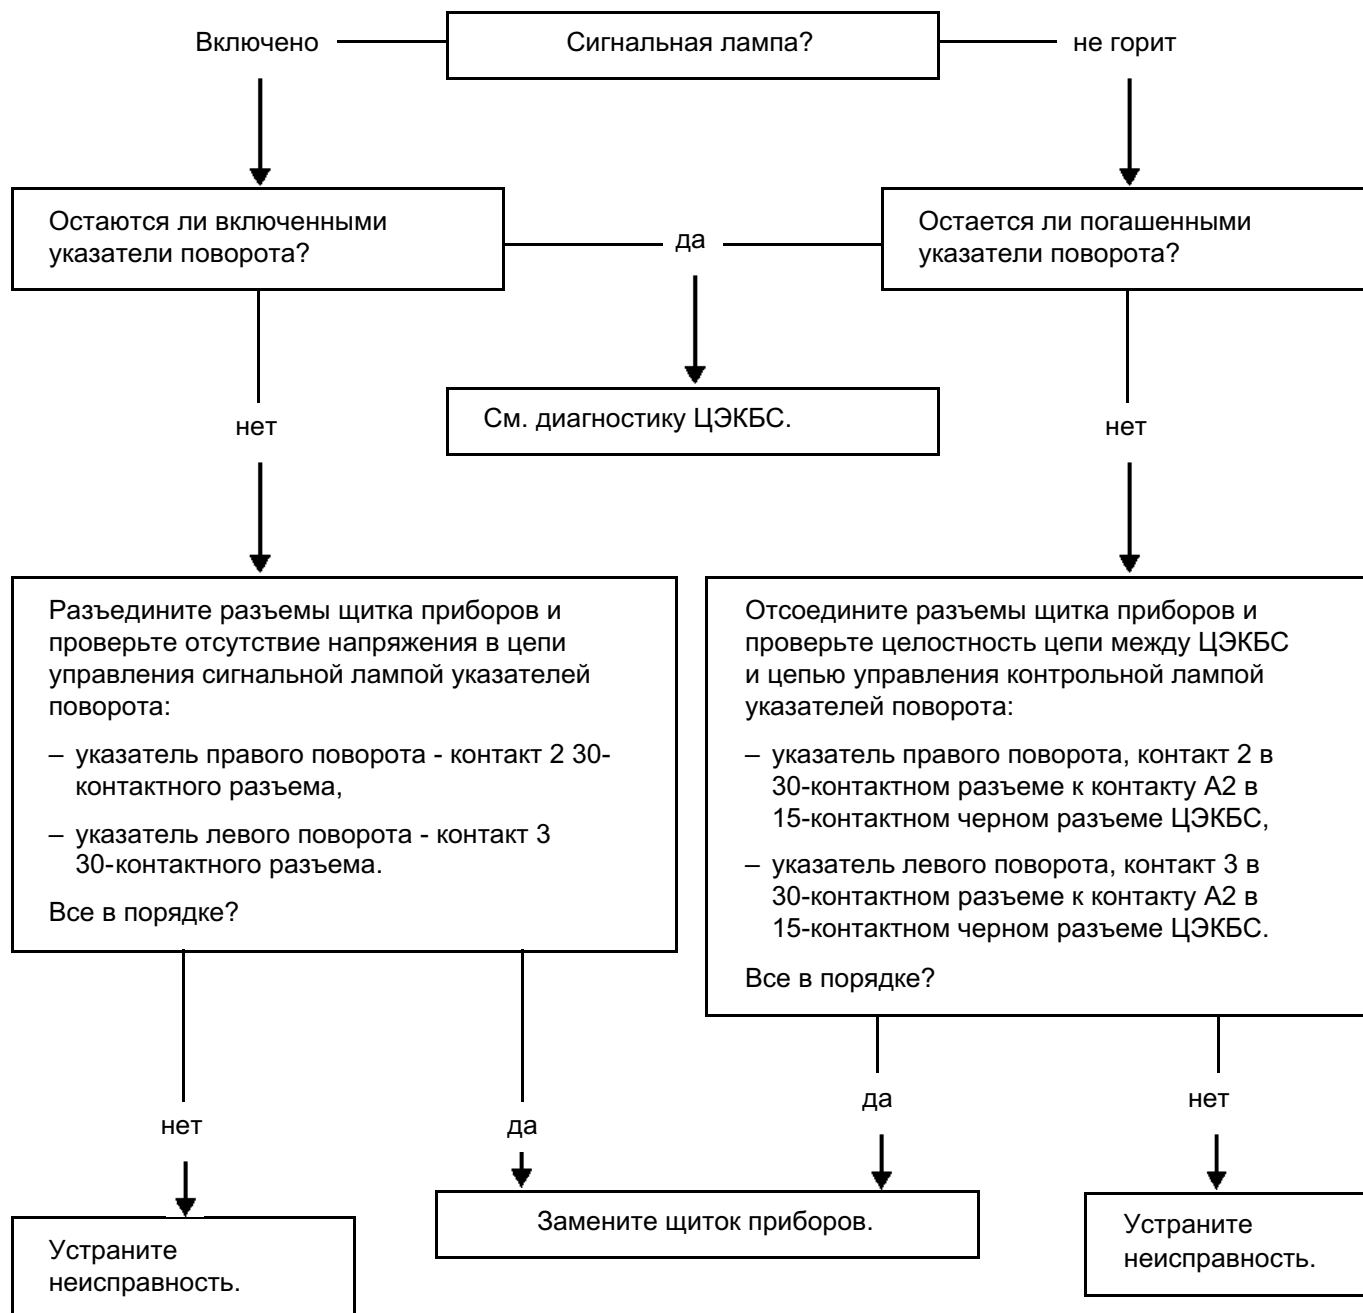 Включено
Сигнальная лампа?
не горит
Остаются ли включенными
указатели поворота?
да
Остается ли погашенными
указатели поворота?
См. диагностику ЦЭКБС.
нет
нет
Разъедините разъемы щитка приборов и
проверьте отсутствие напряжения в цепи
управления сигнальной лампой указателей
поворота:
– указатель правого поворота - контакт 2 30-
контактного разъема,
– указатель левого поворота - контакт 3
30-контактного разъема.
Все в порядке?
Отсоедините разъемы щитка приборов и
проверьте целостность цепи между ЦЭКБС
и цепью управления контрольной лампой
указателей поворота:
– указатель правого поворота, контакт 2 в
30-контактном разъеме к контакту А2 в
15-контактном черном разъеме ЦЭКБС,
– указатель левого поворота, контакт 3 в
30-контактном разъеме к контакту А2 в
15-контактном черном разъеме ЦЭКБС.
Все в порядке?
нет
да
да
нет
Устраните
неисправность.
Замените щиток приборов.
Устраните
неисправность.